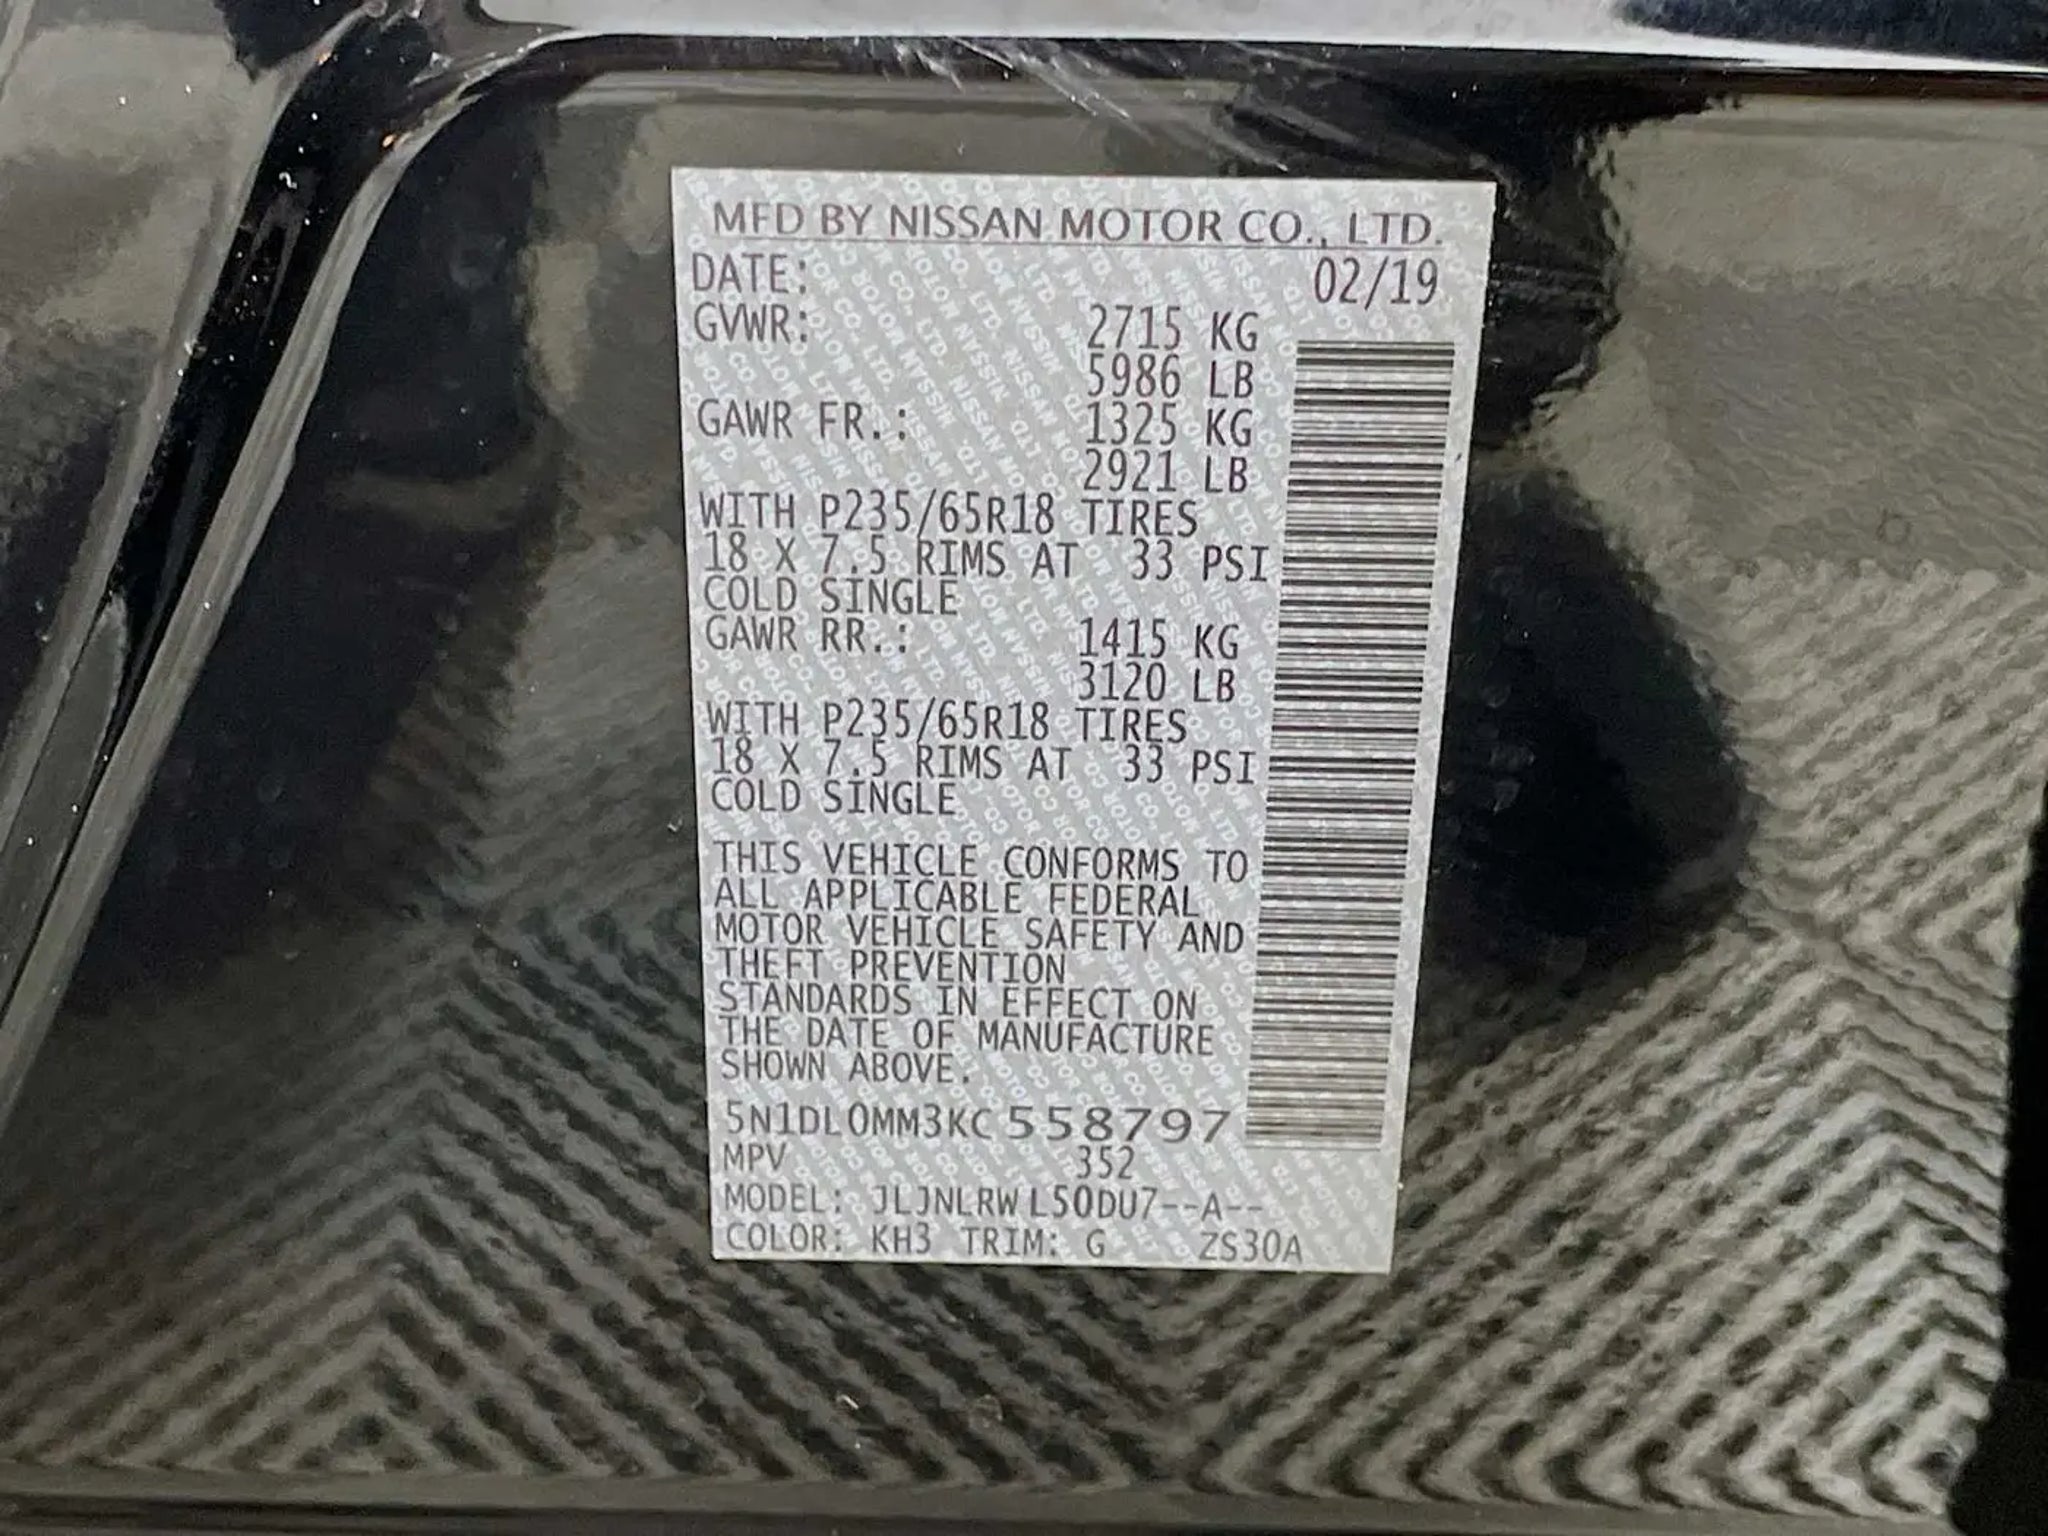 MFD BY NISSAN MOTOR CO., LTD.
DATE: 02/19
GVWR: 2715 KG
5986 LB
GAWR FR.: 1325 KG
2921 LB
WITH P235/65R18 TIRES
18 X 7.5 RIMS AT 33 PSI
COLD SINGLE
GAWR RR.: 1415 KG
3120 LB
WITH P235/65R18 TIRES
18 X 7.5 RIMS AT 33 PSI
COLD SINGLE
THIS VEHICLE CONFORMS TO
ALL APPLICABLE FEDERAL
MOTOR VEHICLE SAFETY AND
THEFT PREVENTION
STANDARDS IN EFFECT ON
THE DATE OF MANUFACTURE
SHOWN ABOVE.
5N1DL0MM3KC558797
MPV 352
MODEL: JLJNLRW L50DU7--A--
COLOR: KH3 TRIM: G ZS30A